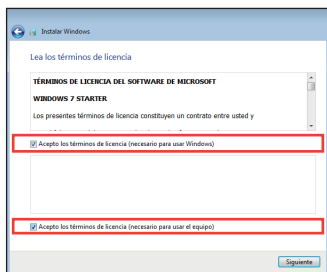 Instalar Windows
Lea los términos de licencia
TÉRMINOS DE LICENCIA DEL SOFTWARE DE MICROSOFT
WINDOWS 7 STARTER
Los presentes términos de licencia constituyen un contrato entre usted y
Acepto los términos de licencia (necesario para usar Windows)
Acepto los términos de licencia (necesario para usar el equipo)
Siguiente